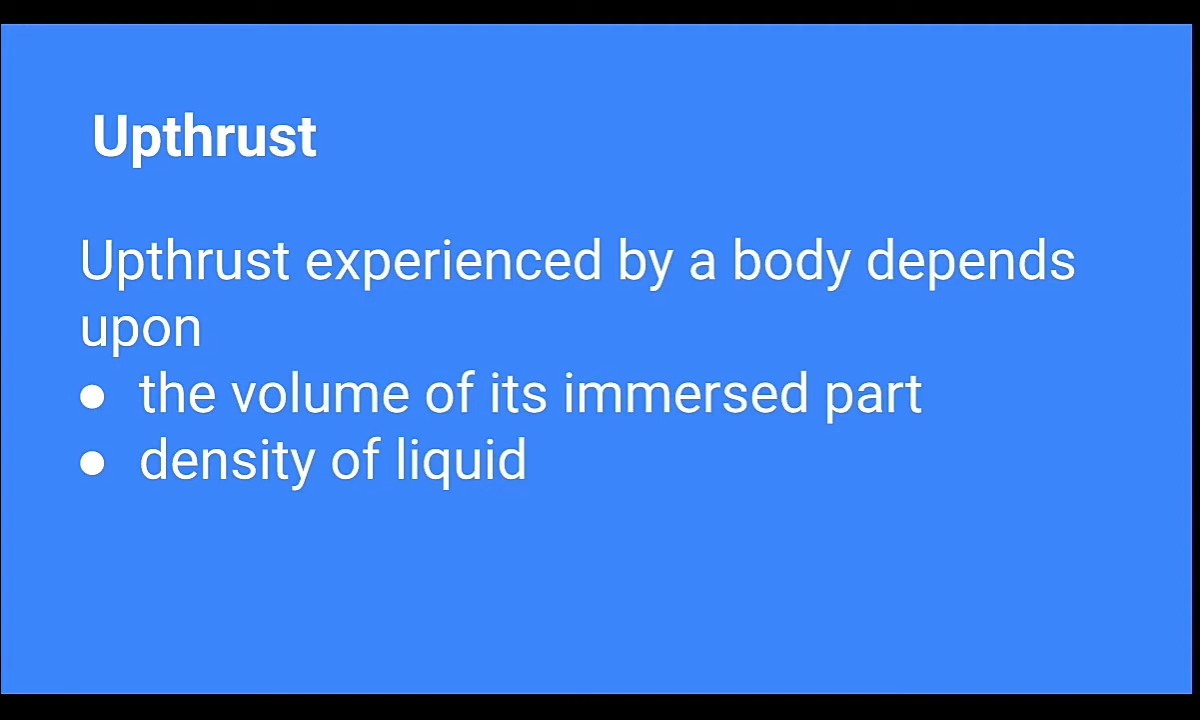 Upthrust
Upthrust experienced by a body depends
upon
● the volume of its immersed part
● density of liquid